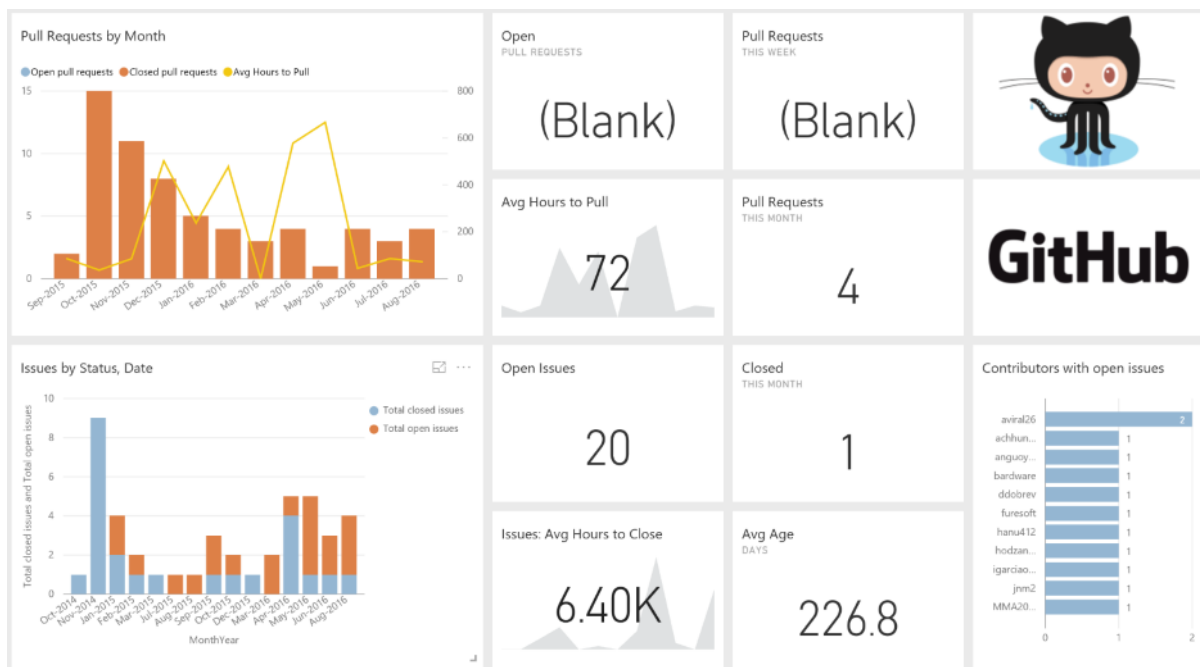 Pull Requests by Month
Open pull requests Closed pull requests Avg Hours to Pull
15
10
5
0
800
600
400
200
0
Sep-2015 Oct-2015 Nov-2015 Dec-2015 Jan-2016 Feb-2016 Mar-2016 Apr-2016 May-2016 Jun-2016 Jul-2016 Aug-2016
Open
PULL REQUESTS
(Blank)
Pull Requests
THIS WEEK
(Blank)
Avg Hours to Pull
72
Pull Requests
THIS MONTH
4
GitHub
Issues by Status, Date
Total closed issues
Total open issues
Total closed issues and Total open issues
10
8
6
4
2
0
Oct-2014 Nov-2014 Jan-2015 Feb-2015 Mar-2015 Jul-2015 Aug-2015 Sep-2015 Oct-2015 Dec-2015 Mar-2016 Apr-2016 May-2016 Jun-2016 Aug-2016
MonthYear
Open Issues
20
Closed
THIS MONTH
1
Issues: Avg Hours to Close
6.40K
Avg Age
DAYS
226.8
Contributors with open issues
aviral26 2
achhun... 1
anguoy... 1
bardware 1
ddobrev 1
furesoft 1
hanu412 1
hodzan... 1
igarciao... 1
jnm2 1
MMA20... 1
0 1 2